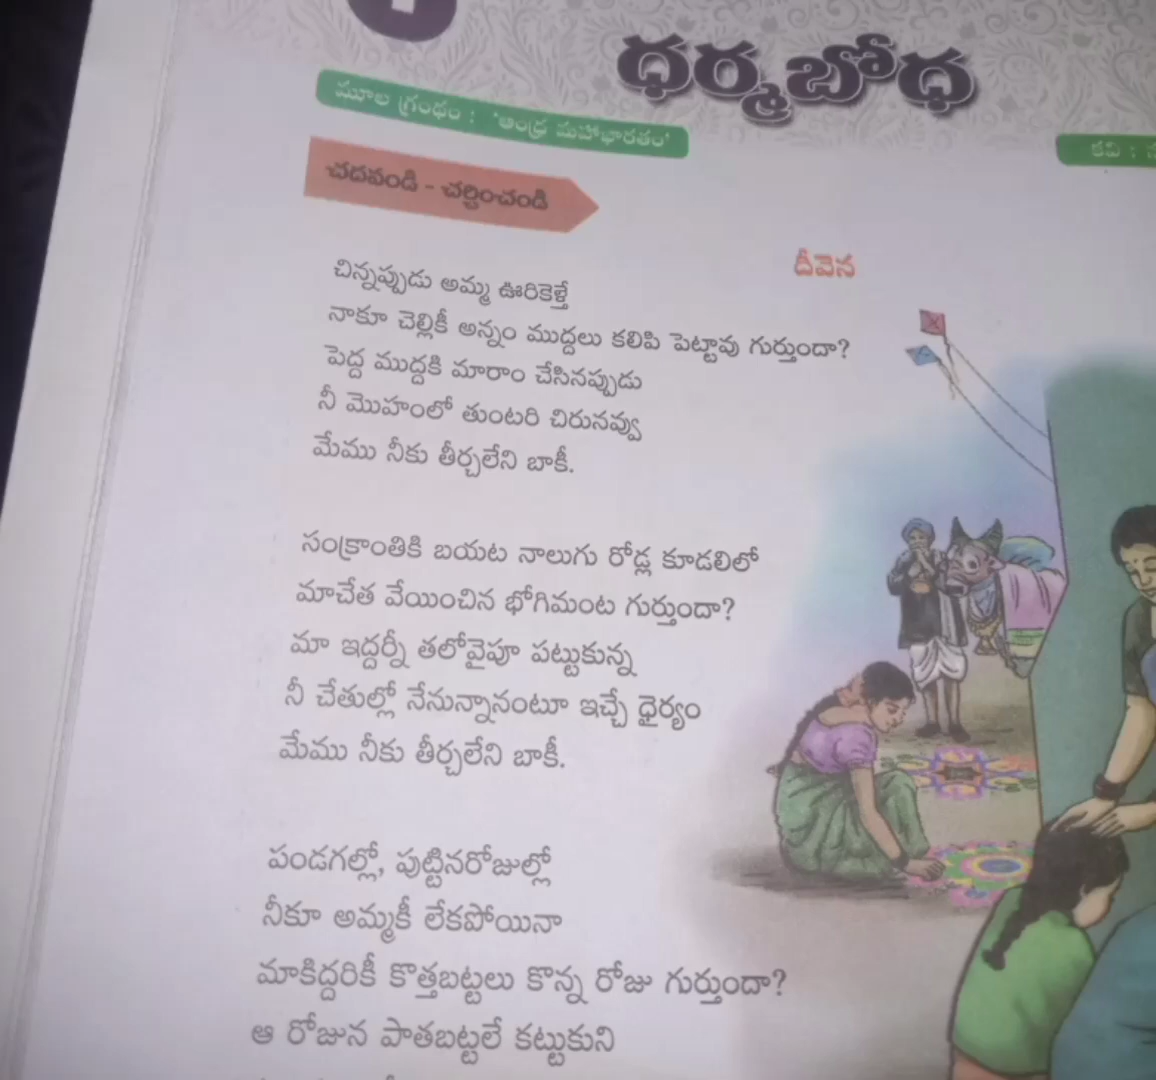 ధర్మబోధ
మూల గ్రంథం : 'ఆంధ్ర మహాభారతం'
కవి :
చదవండి - చర్చించండి
దీవెన
చిన్నప్పుడు అమ్మ ఊరికెళ్తే
నాకూ చెల్లికీ అన్నం ముద్దలు కలిపి పెట్టావు గుర్తుందా?
పెద్ద ముద్దకి మారాం చేసినప్పుడు
నీ మొహంలో తుంటరి చిరునవ్వు
మేము నీకు తీర్చలేని బాకీ.
సంక్రాంతికి బయట నాలుగు రోడ్ల కూడలిలో
మాచేత వేయించిన భోగిమంట గుర్తుందా?
మా ఇద్దర్నీ తలోవైపూ పట్టుకున్న
నీ చేతుల్లో నేనున్నానంటూ ఇచ్చే ధైర్యం
మేము నీకు తీర్చలేని బాకీ.
పండగల్లో, పుట్టినరోజుల్లో
నీకూ అమ్మకీ లేకపోయినా
మాకిద్దరికీ కొత్తబట్టలు కొన్న రోజు గుర్తుందా?
ఆ రోజున పాతబట్టలే కట్టుకుని